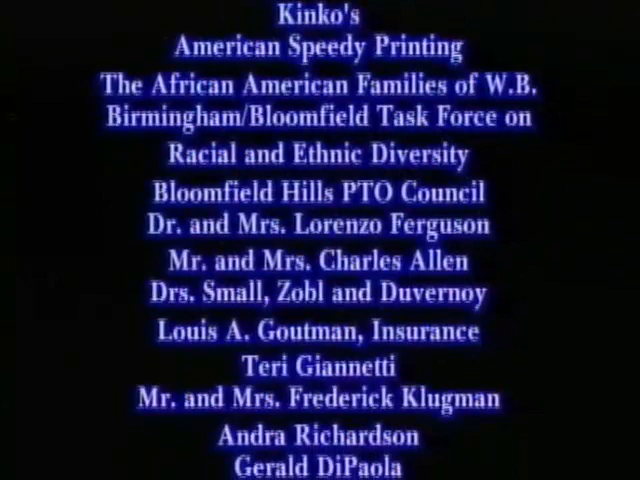 Kinko's
American Speedy Printing
The African American Families of W.B.
Birmingham/Bloomfield Task Force on
Racial and Ethnic Diversity
Bloomfield Hills PTO Council
Dr. and Mrs. Lorenzo Ferguson
Mr. and Mrs. Charles Allen
Drs. Small, Zobl and Duvernoy
Louis A. Goutman, Insurance
Teri Giannetti
Mr. and Mrs. Frederick Klugman
Andra Richardson
Gerald DiPaola